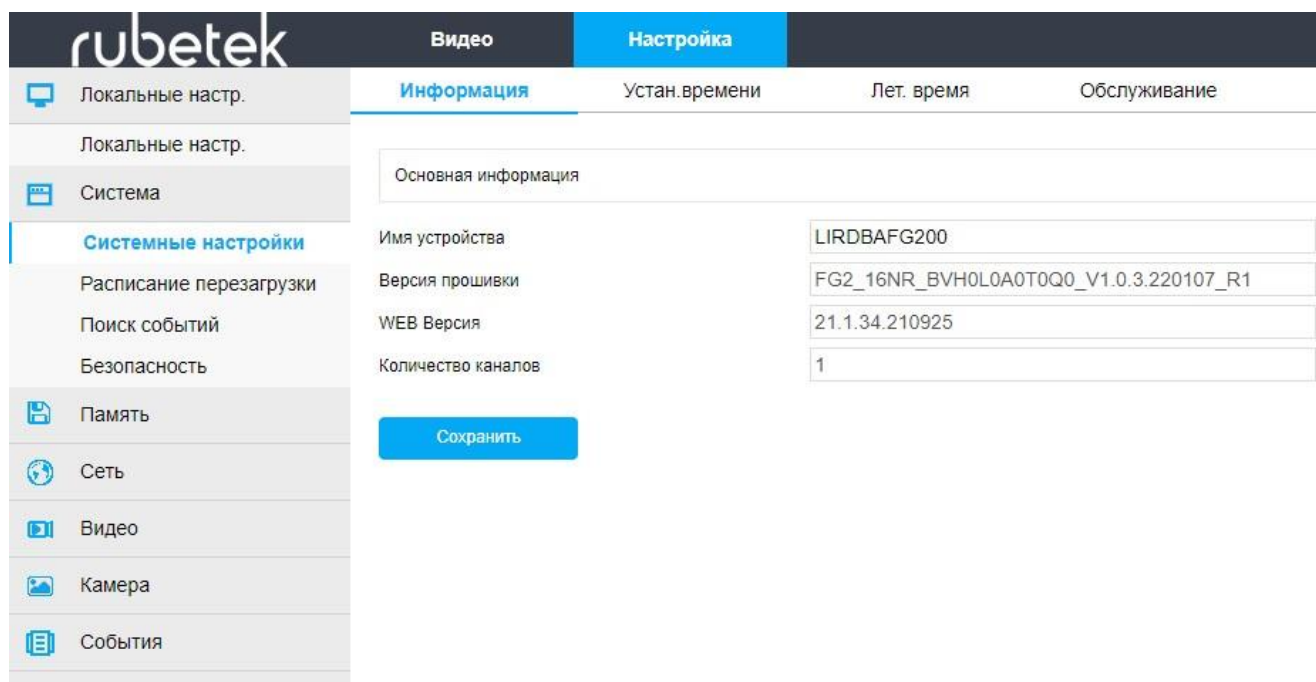 rubetek
Видео
Настройка
Локальные настр.
Локальные настр.
Система
Системные настройки
Расписание перезагрузки
Поиск событий
Безопасность
Память
Сеть
Видео
Камера
События
Информация
Устан.времени
Лет. время
Обслуживание
Основная информация
Имя устройства LIRDBAFG200
Версия прошивки FG2_16NR_BVH0L0A0T0Q0_V1.0.3.220107_R1
WEB Версия 21.1.34.210925
Количество каналов 1
Сохранить